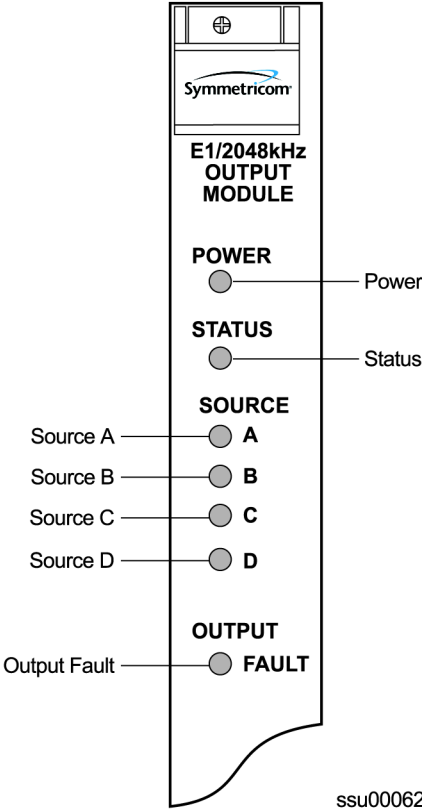 Symmetricom
E1/2048kHz
OUTPUT
MODULE
POWER
Power
STATUS
Status
SOURCE
Source A
A
Source B
B
Source C
C
Source D
D
OUTPUT
Output Fault
FAULT
ssu00062